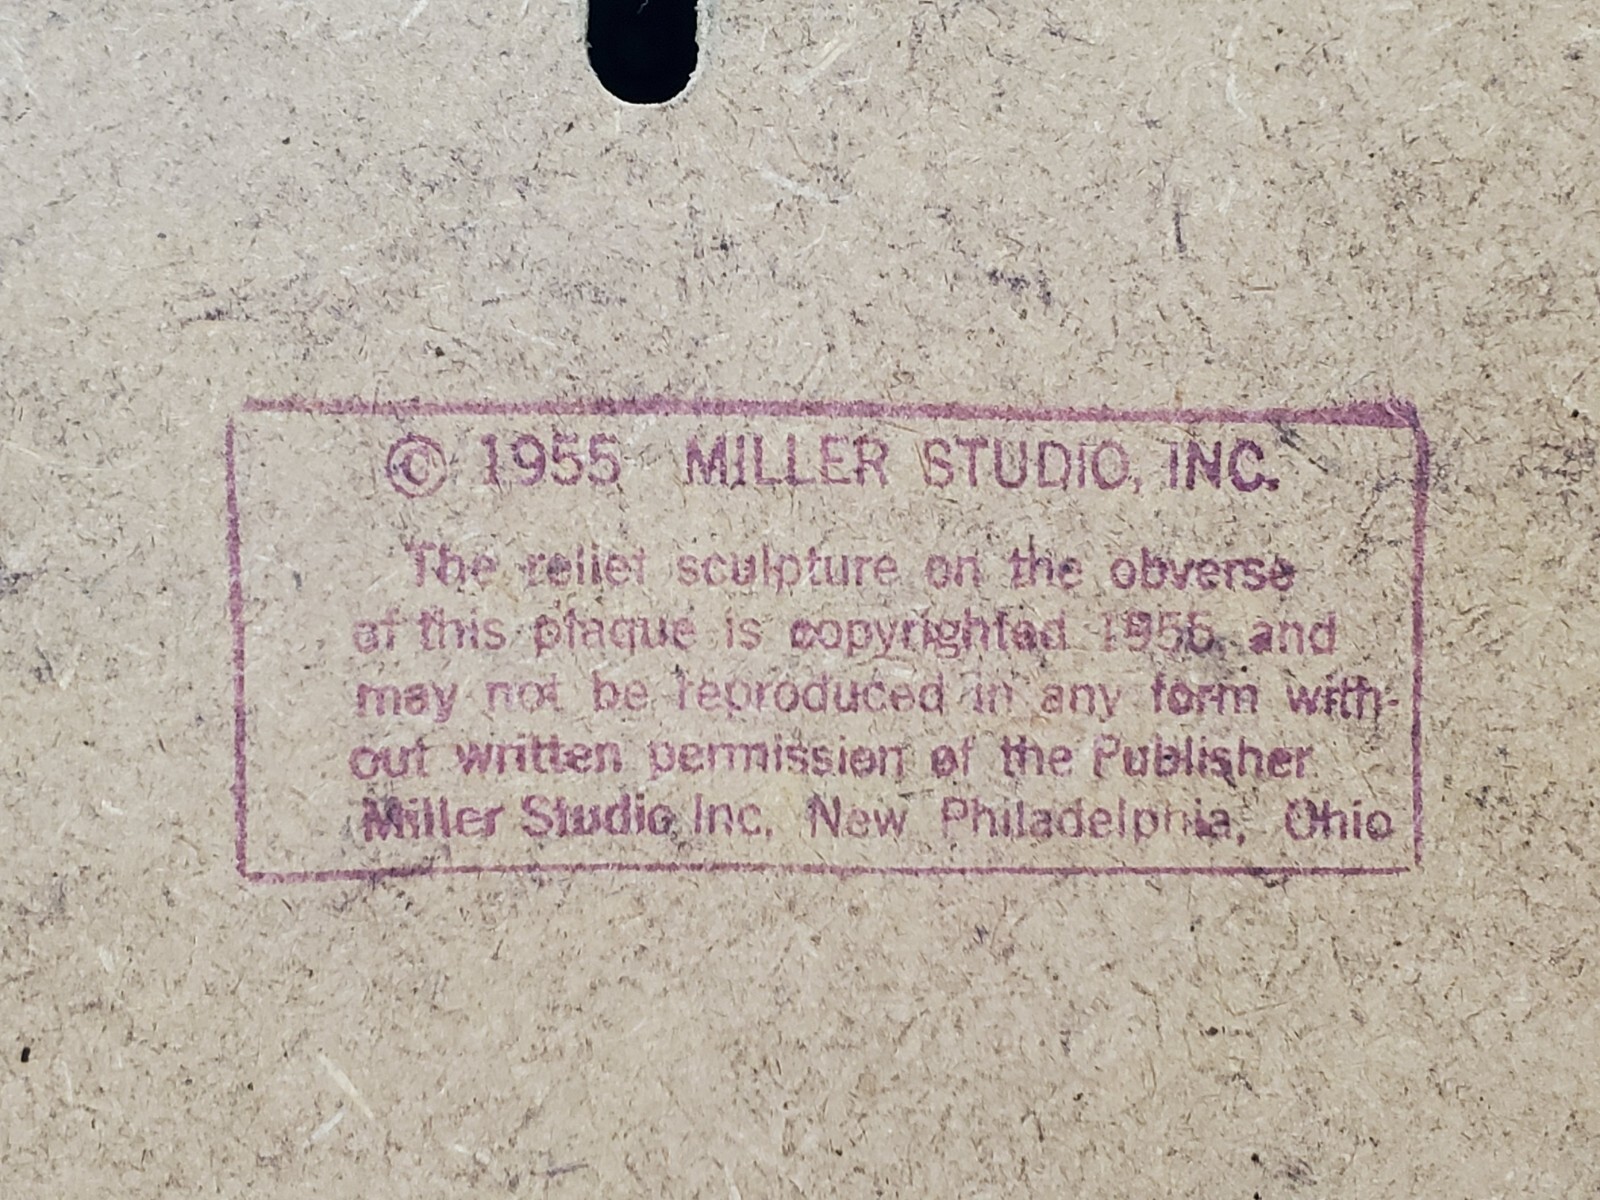 © 1955 MILLER STUDIO, INC.
The relief sculpture on the obverse
of this plaque is copyrighted 1955 and
may not be reproduced in any form with-
out written permission of the Publisher
Miller Studio, Inc. New Philadelphia, Ohio